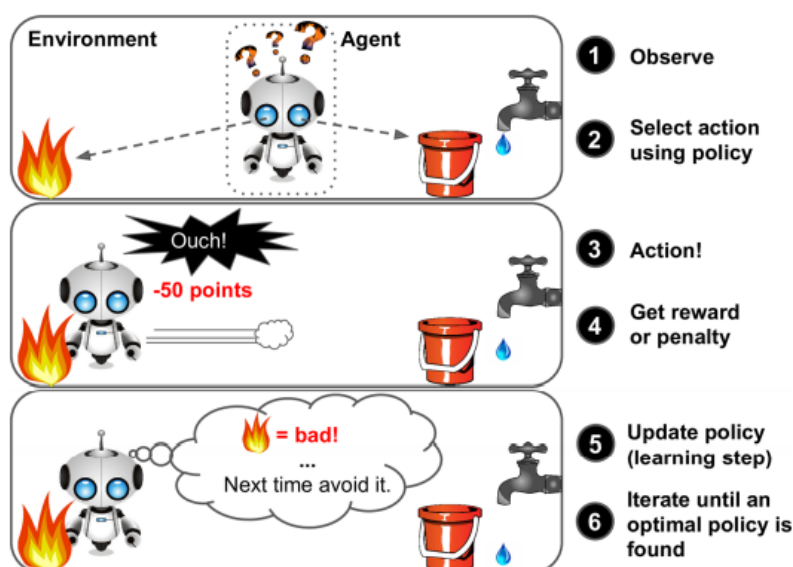 Environment
Agent
? ? ?
1 Observe
2 Select action
using policy
Ouch!
-50 points
3 Action!
4 Get reward
or penalty
= bad!
...
Next time avoid it.
5 Update policy
(learning step)
6 Iterate until an
optimal policy is
found